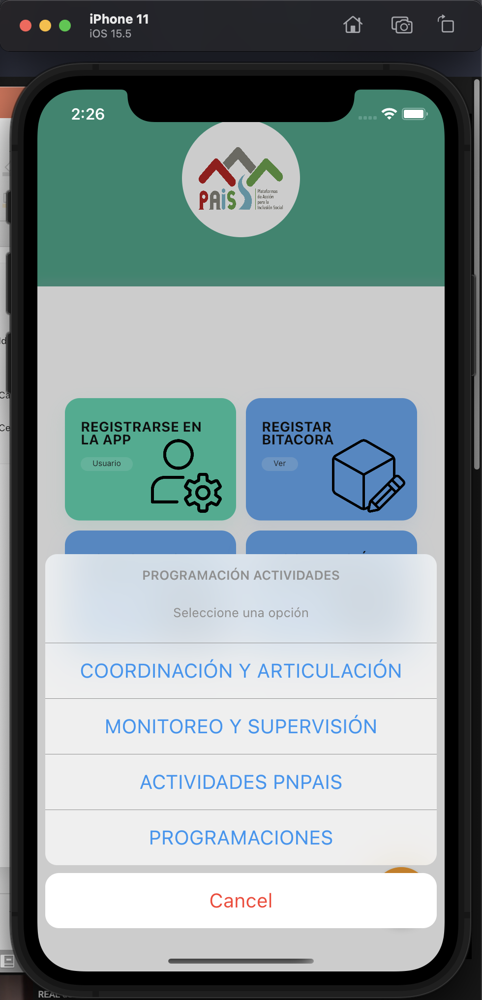 iPhone 11
iOS 15.5
2:26
PAiS
Plataformas
de Acción
para la
Inclusión Social
REGISTRARSE EN
LA APP
Usuario
REGISTAR
BITACORA
Ver
PROGRAMACIÓN ACTIVIDADES
Seleccione una opción
COORDINACIÓN Y ARTICULACIÓN
MONITOREO Y SUPERVISIÓN
ACTIVIDADES PNPAIS
PROGRAMACIONES
Cancel
REAL